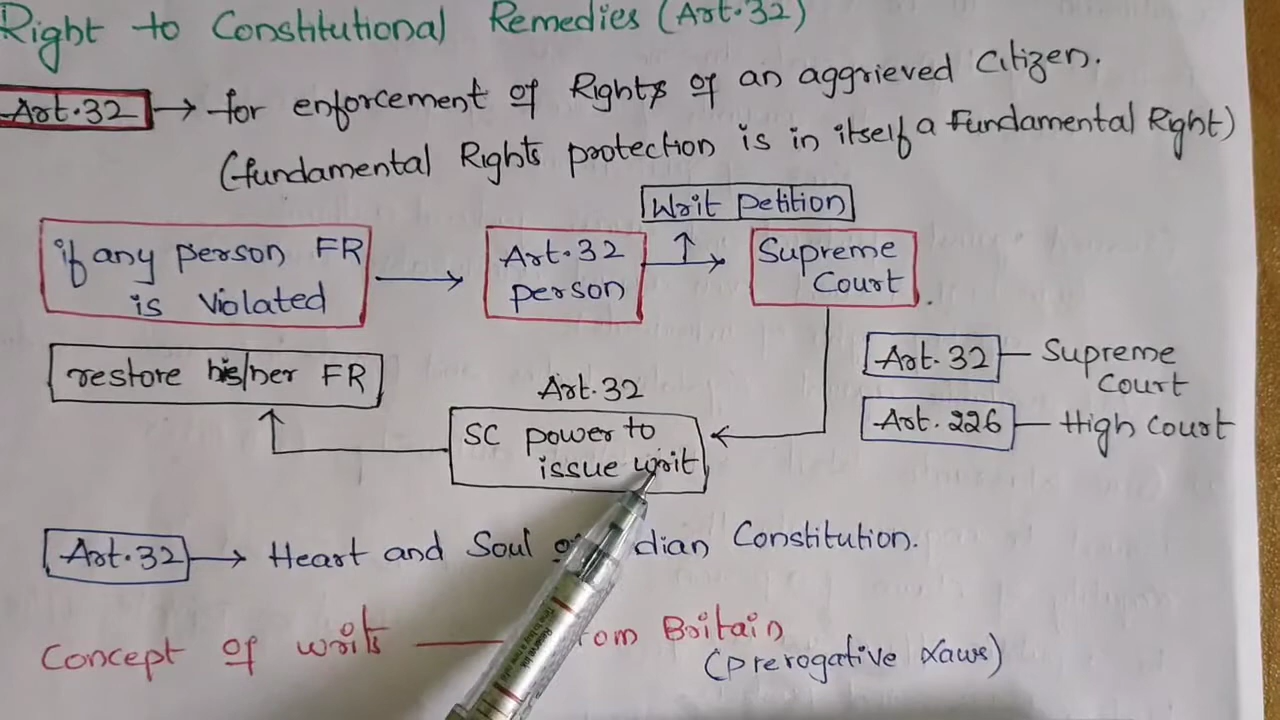 Right to Constitutional Remedies (Art.32)
Art.32 → for enforcement of Rights of an aggrieved Citizen.
(fundamental Rights protection is in itself a Fundamental Right)
Writ Petition
if any person FR
is violated
Art.32
person
Supreme
Court
restore his/her FR
Art.32
SC power to
issue writ
Art.32 — Supreme
Court
Art.226 — High Court
Art.32 → Heart and Soul dian Constitution.
Concept of writs — om Britain
(Prerogative Laws)